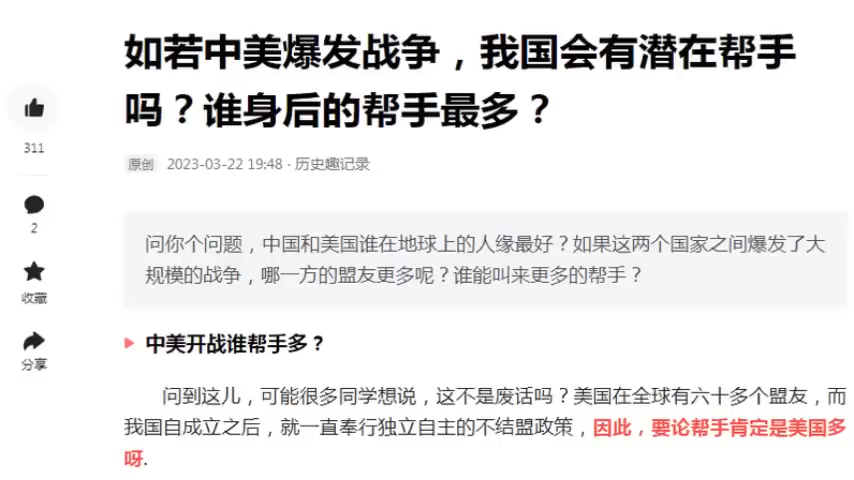 如若中美爆发战争，我国会有潜在帮手
吗？谁身后的帮手最多？
原创 2023-03-22 19:48 · 历史趣记录
311
2
收藏
分享
问你个问题，中国和美国谁在地球上的人缘最好？如果这两个国家之间爆发了大
规模的战争，哪一方的盟友更多呢？谁能叫来更多的帮手？
中美开战谁帮手多？
问到这儿，可能很多同学想说，这不是废话吗？美国在全球有六十多个盟友，而
我国自成立之后，就一直奉行独立自主的不结盟政策，因此，要论帮手肯定是美国多
呀.